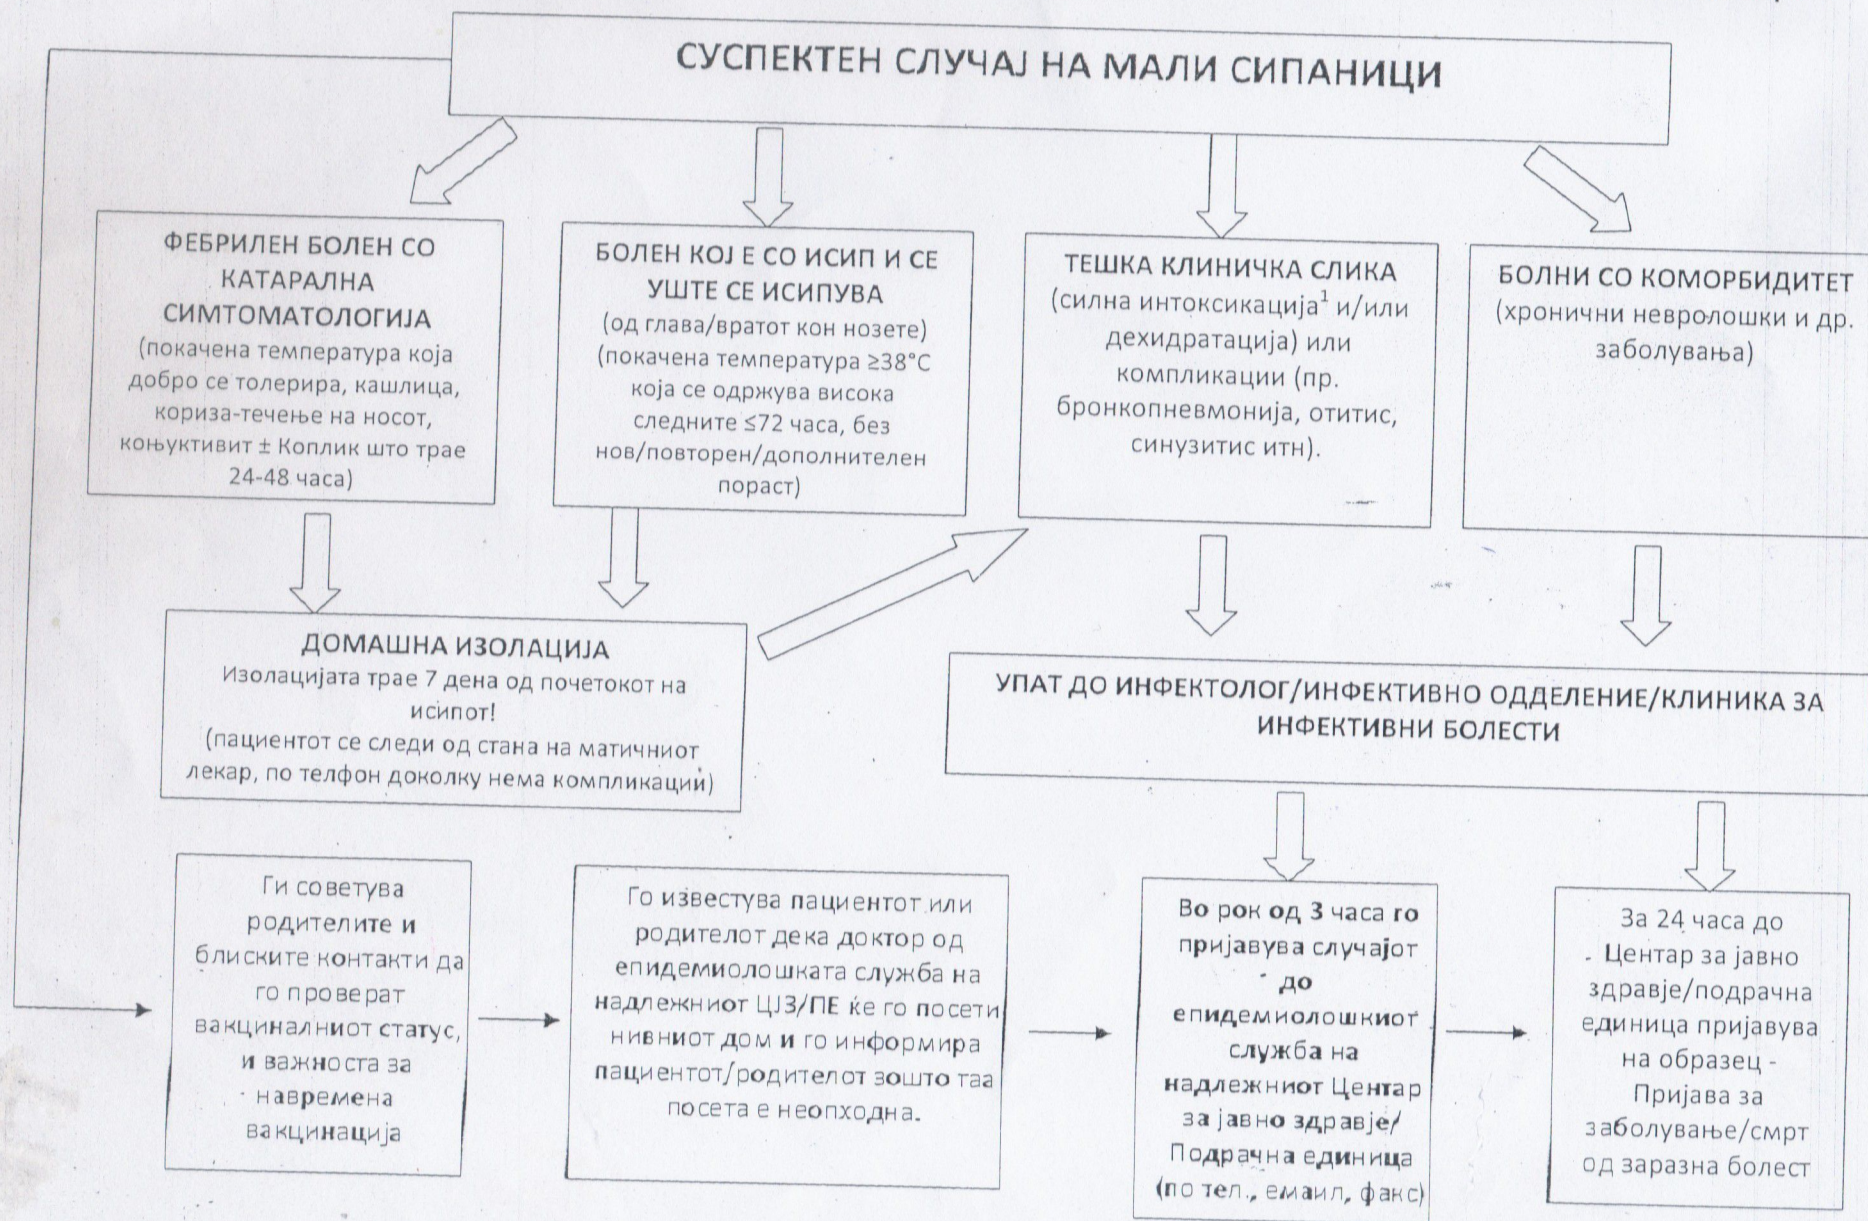 СУСПЕКТЕН СЛУЧАЈ НА МАЛИ СИПАНИЦИ
ФЕБРИЛЕН БОЛЕН СО
КАТАРАЛНА
СИМТОМАТОЛОГИЈА
(покачена температура која
добро се толерира, кашлица,
кориза-течење на носот,
коњуктивит ± Коплик што трае
24-48 часа)
БОЛЕН КОЈ Е СО ИСИП И СЕ
УШТЕ СЕ ИСИПУВА
(од глава/вратот кон нозете)
(покачена температура ≥38°C
која се одржува висока
следните ≤72 часа, без
нов/повторен/дополнителен
пораст)
ТЕШКА КЛИНИЧКА СЛИКА
(силна интоксикација¹ и/или
дехидратација) или
компликации (пр.
бронкопневмонија, отитис,
синузитис итн).
БОЛНИ СО КОМОРБИДИТЕТ
(хронични невролошки и др.
заболувања)
ДОМАШНА ИЗОЛАЦИЈА
Изолацијата трае 7 дена од почетокот на
исипот!
(пациентот се следи од стана на матичниот
лекар, по телфон доколку нема компликации)
УПАТ ДО ИНФЕКТОЛОГ/ИНФЕКТИВНО ОДДЕЛЕНИЕ/КЛИНИКА ЗА
ИНФЕКТИВНИ БОЛЕСТИ
Ги советува
родителите и
блиските контакти да
го проверат
вакциналниот статус,
и важноста за
навремена
вакцинација
Го известува пациентот или
родителот дека доктор од
епидемиолошката служба на
надлежниот ЦЈЗ/ПЕ ќе го посети
нивниот дом и го информира
пациентот/родителот зошто таа
посета е неопходна.
Во рок од 3 часа го
пријавува случајот
до
епидемиолошкиот
служба на
надлежниот Центар
за јавно здравје/
Подрачна единица
(по тел., емаил, факс)
За 24 часа до
Центар за јавно
здравје/подрачна
единица пријавува
на образец -
Пријава за
заболување/смрт
од заразна болест